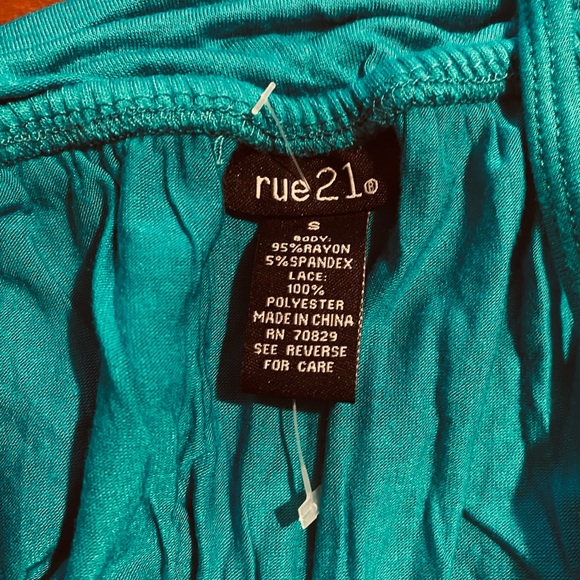 rue21®
S
BODY:
95%RAYON
5%SPANDEX
LACE:
100%
POLYESTER
MADE IN CHINA
RN 70829
SEE REVERSE
FOR CARE